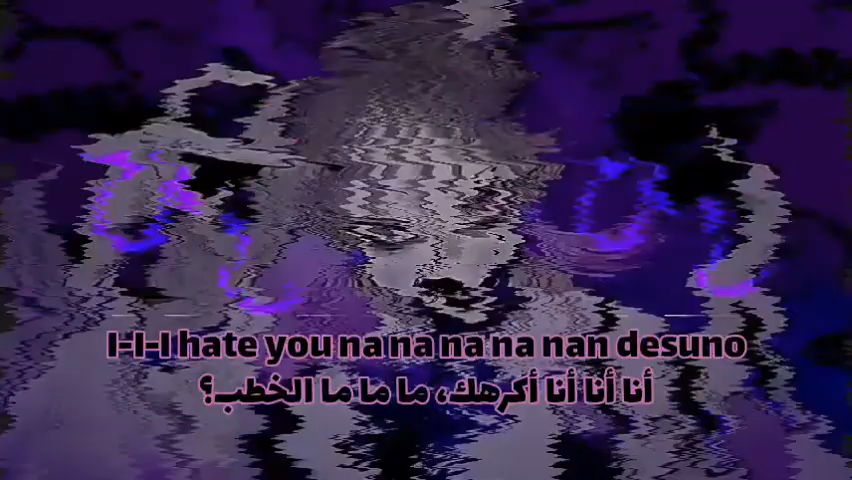 I-I-I hate you na na na na nan desuno
أنا أنا أنا أكرهك، ما ما ما الخطب؟